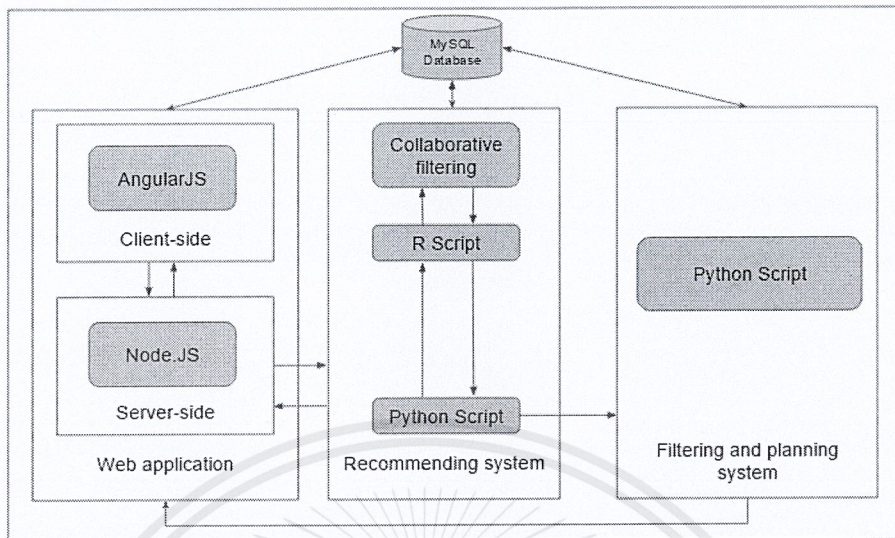 MySQL
Database
AngularJS
Client-side
Node.JS
Server-side
Web application
Collaborative
filtering
R Script
Python Script
Recommending system
Python Script
Filtering and planning
system